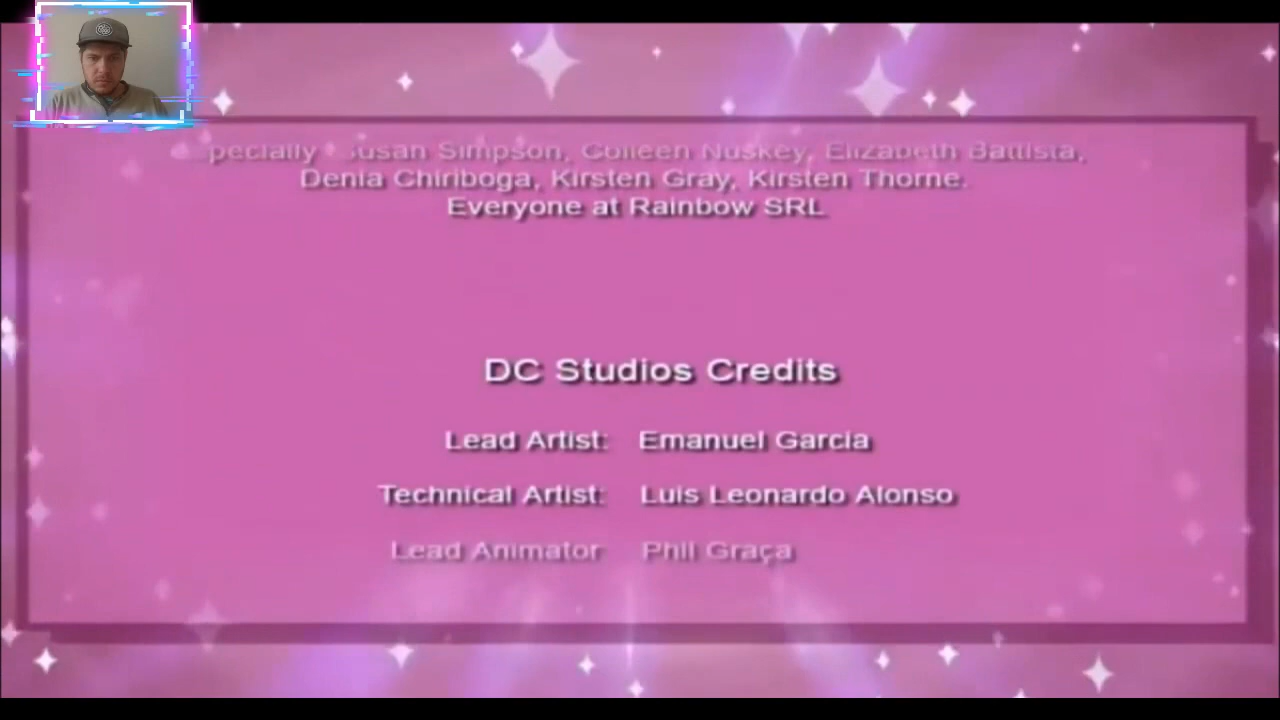 pecially Susan Simpson, Colleen Nuskey, Elizabeth Battista,
Denia Chiriboga, Kirsten Gray, Kirsten Thorne.
Everyone at Rainbow SRL
DC Studios Credits
Lead Artist: Emanuel Garcia
Technical Artist: Luis Leonardo Alonso
Lead Animator Phil Graça